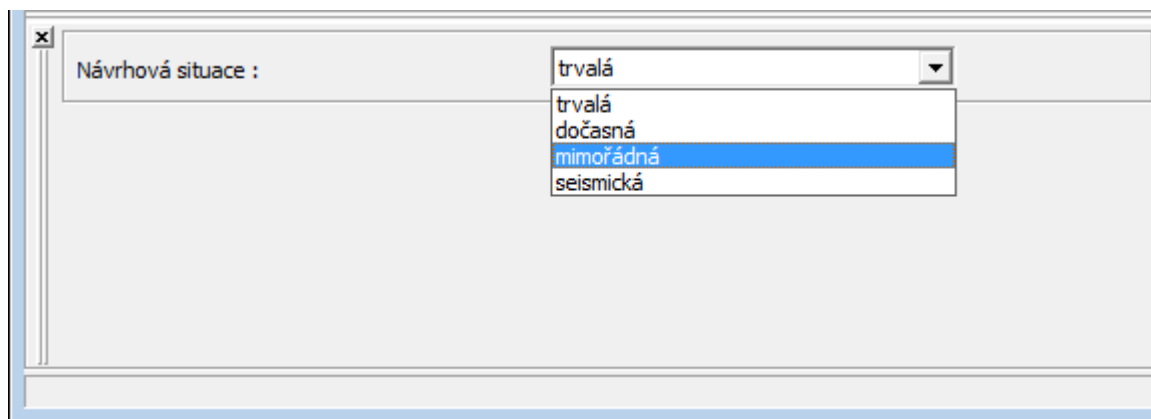 Návrhová situace :
trvalá
trvalá
dočasná
mimořádná
seismická